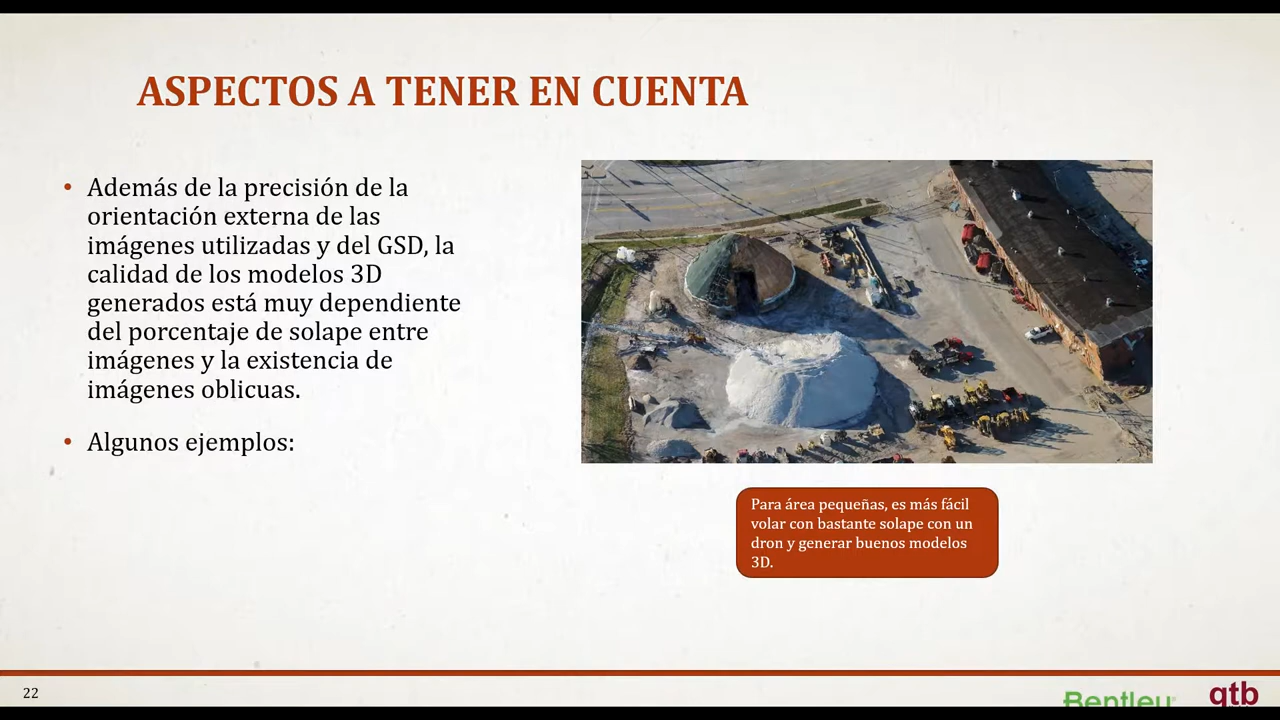 ASPECTOS A TENER EN CUENTA
• Además de la precisión de la
orientación externa de las
imágenes utilizadas y del GSD, la
calidad de los modelos 3D
generados está muy dependiente
del porcentaje de solape entre
imágenes y la existencia de
imágenes oblicuas.
• Algunos ejemplos:
Para área pequeñas, es más fácil
volar con bastante solape con un
dron y generar buenos modelos
3D.
22
Bentley
qtb